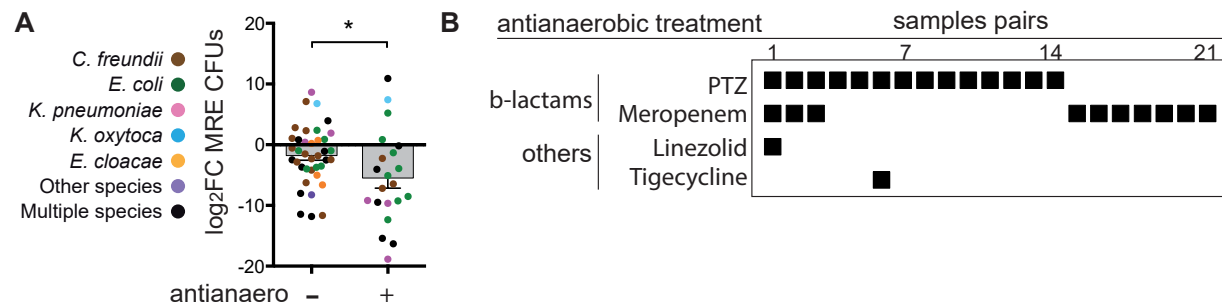 A
C. freundii
E. coli
K. pneumoniae
K. oxytoca
E. cloacae
Other species
Multiple species
log2FC MRE CFUs
20
10
0
-10
-20
*
antianaero - +
B
antianaerobic treatment samples pairs
1 7 14 21
b-lactams
PTZ
Meropenem
others
Linezolid
Tigecycline